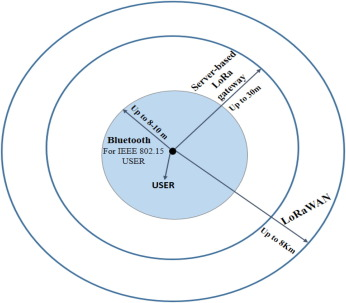 Server-based
LoRa
gateway
Up to 30m
Up to 8-10 m
Bluetooth
For IEEE 802.15
USER
USER
LoRaWAN
Up to 8Km